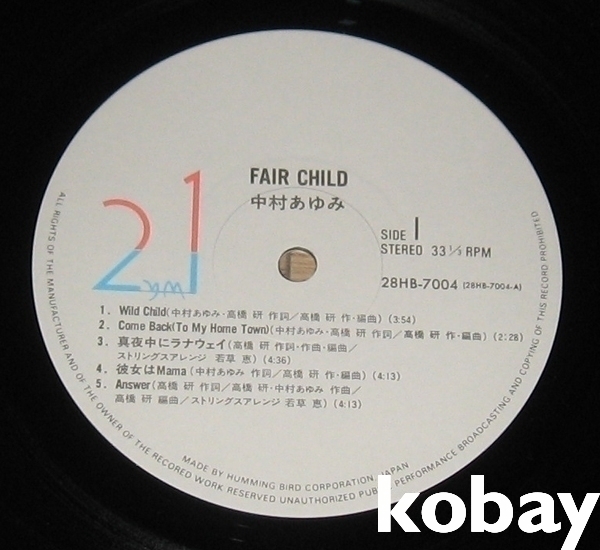 FAIR CHILD
中村あゆみ
21
SIDE 1
STEREO 33 1/3 RPM
28HB-7004 (28HB-7004-A)
1. Wild Child(中村あゆみ・高橋 研 作詞/高橋 研 作・編曲) (3:54)
2. Come Back(To My Home Town)(中村あゆみ・高橋 研 作詞/高橋 研 作・編曲) (2:28)
3. 真夜中にラナウェイ(高橋 研 作詞・作曲・編曲/
ストリングスアレンジ 若草 恵) (4:36)
4. 彼女はMama(中村あゆみ 作詞/高橋 研 作・編曲) (4:13)
5. Answer(高橋 研 作詞/高橋 研・中村あゆみ 作曲/
高橋 研 編曲/ストリングスアレンジ 若草 恵) (4:13)
MADE BY HUMMING BIRD CORPORATION, JAPAN
ALL RIGHTS OF THE MANUFACTURER AND OF THE OWNER OF THE RECORED WORK RESERVED UNAUTHORIZED PUBLIC PERFORMANCE BROADCASTING AND COPYING OF THIS RECORD PROHIBITED
kobay